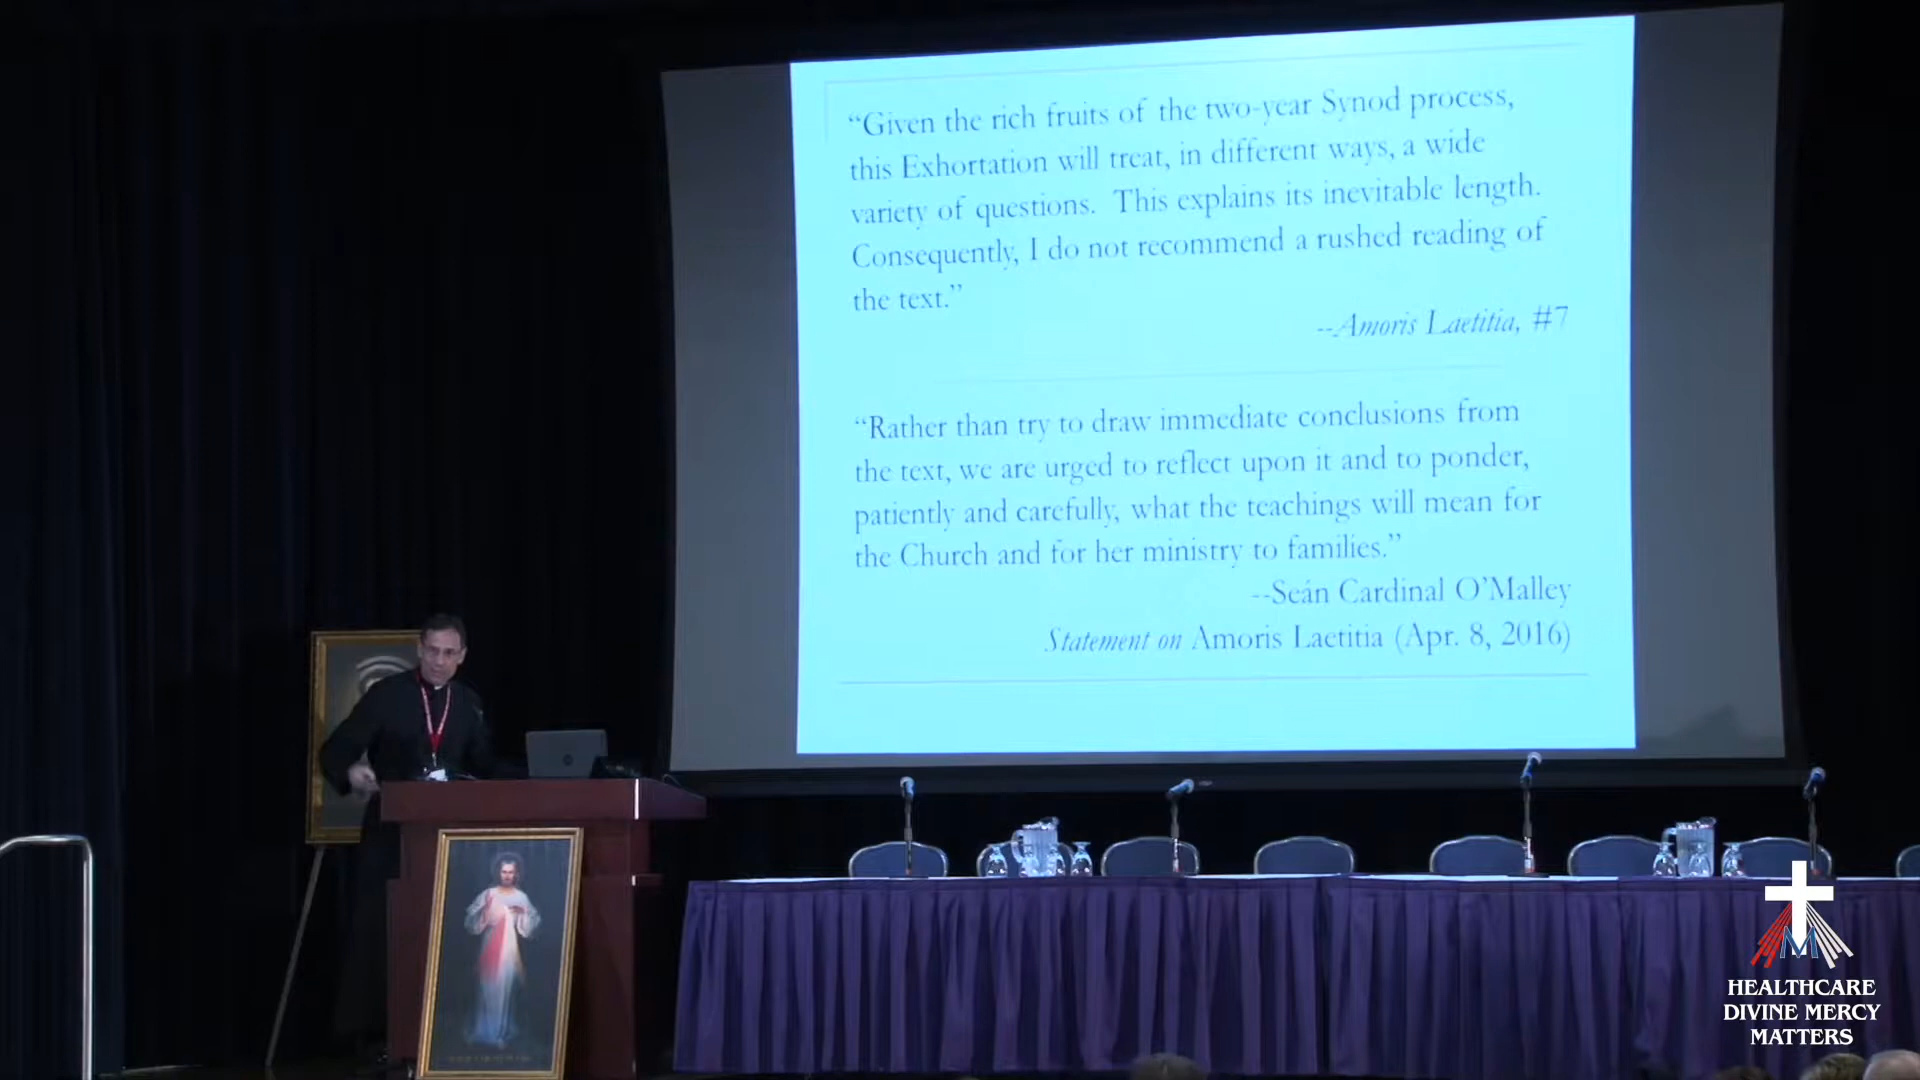 “Given the rich fruits of the two-year Synod process,
this Exhortation will treat, in different ways, a wide
variety of questions. This explains its inevitable length.
Consequently, I do not recommend a rushed reading of
the text.”
--Amoris Laetitia, #7
“Rather than try to draw immediate conclusions from
the text, we are urged to reflect upon it and to ponder,
patiently and carefully, what the teachings will mean for
the Church and for her ministry to families.”
--Seán Cardinal O’Malley
Statement on Amoris Laetitia (Apr. 8, 2016)
M
HEALTHCARE
DIVINE MERCY
MATTERS